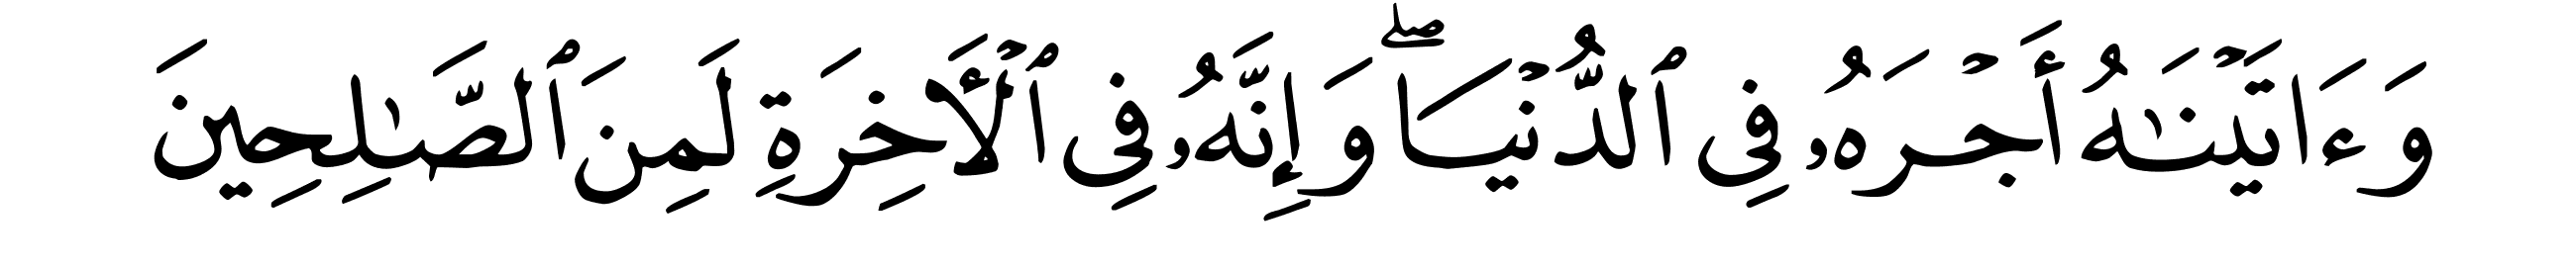 وَءَاتَيۡنَٰهُ أَجۡرَهُۥ فِي ٱلدُّنۡيَاۖ وَإِنَّهُۥ فِي ٱلۡأٓخِرَةِ لَمِنَ ٱلصَّٰلِحِينَ